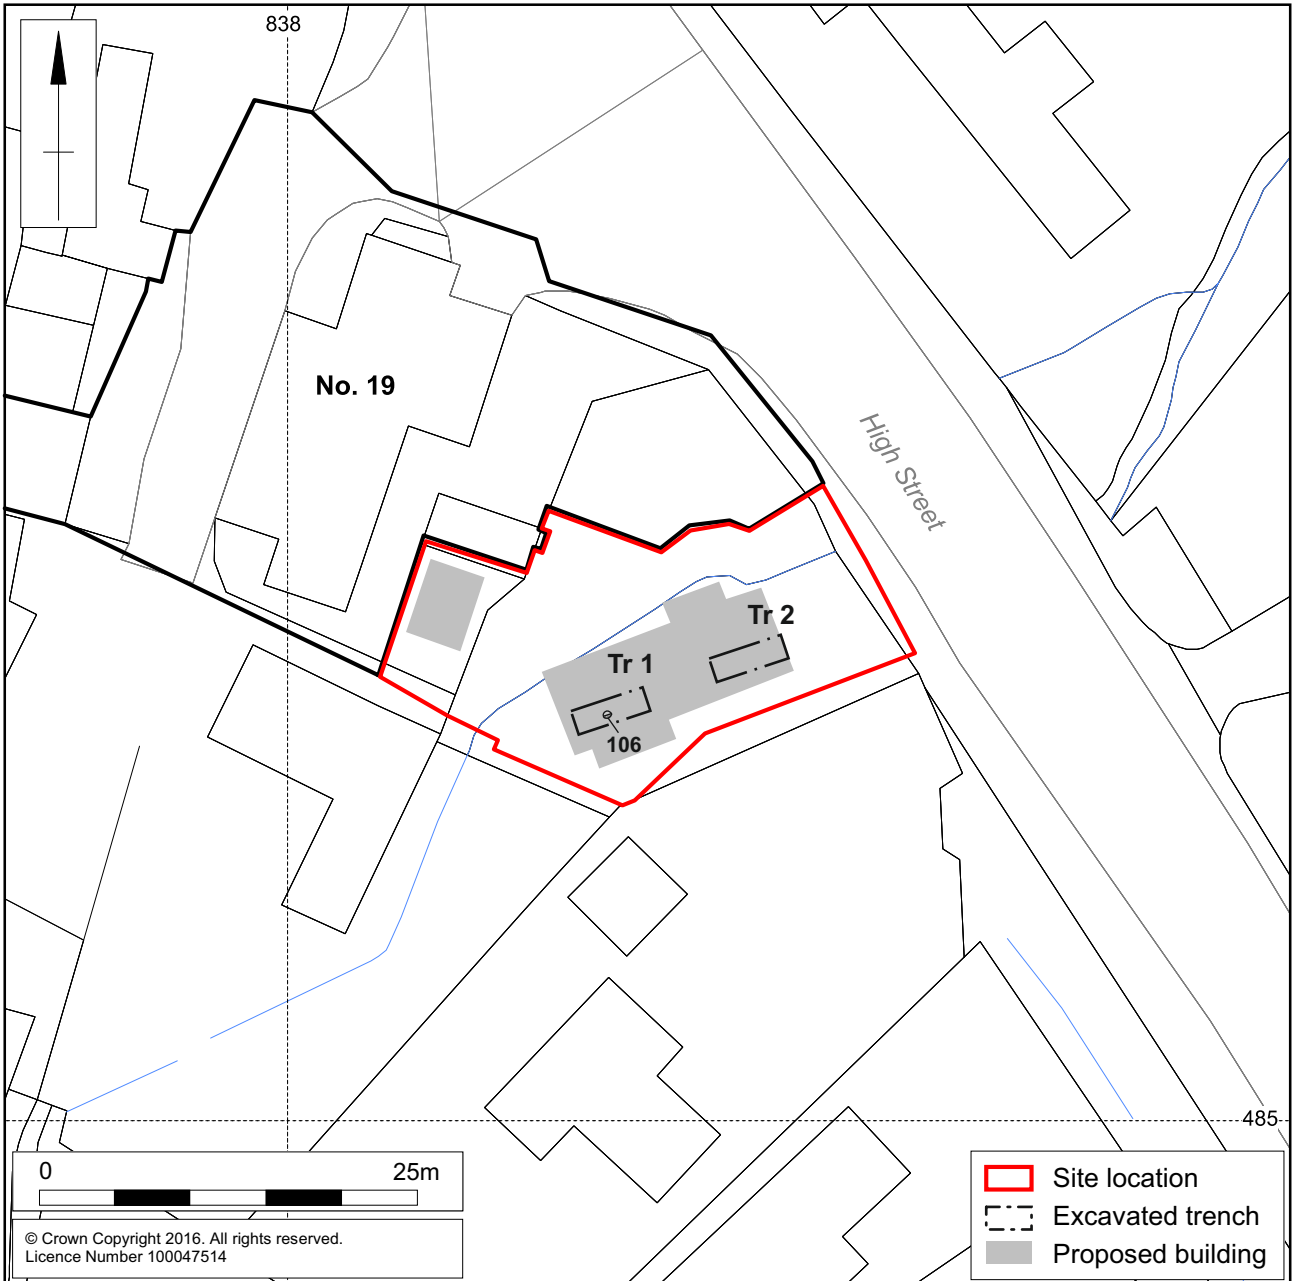 838
No. 19
High Street
Tr 2
Tr 1
106
485
0 25m
© Crown Copyright 2016. All rights reserved.
Licence Number 100047514
Site location
Excavated trench
Proposed building